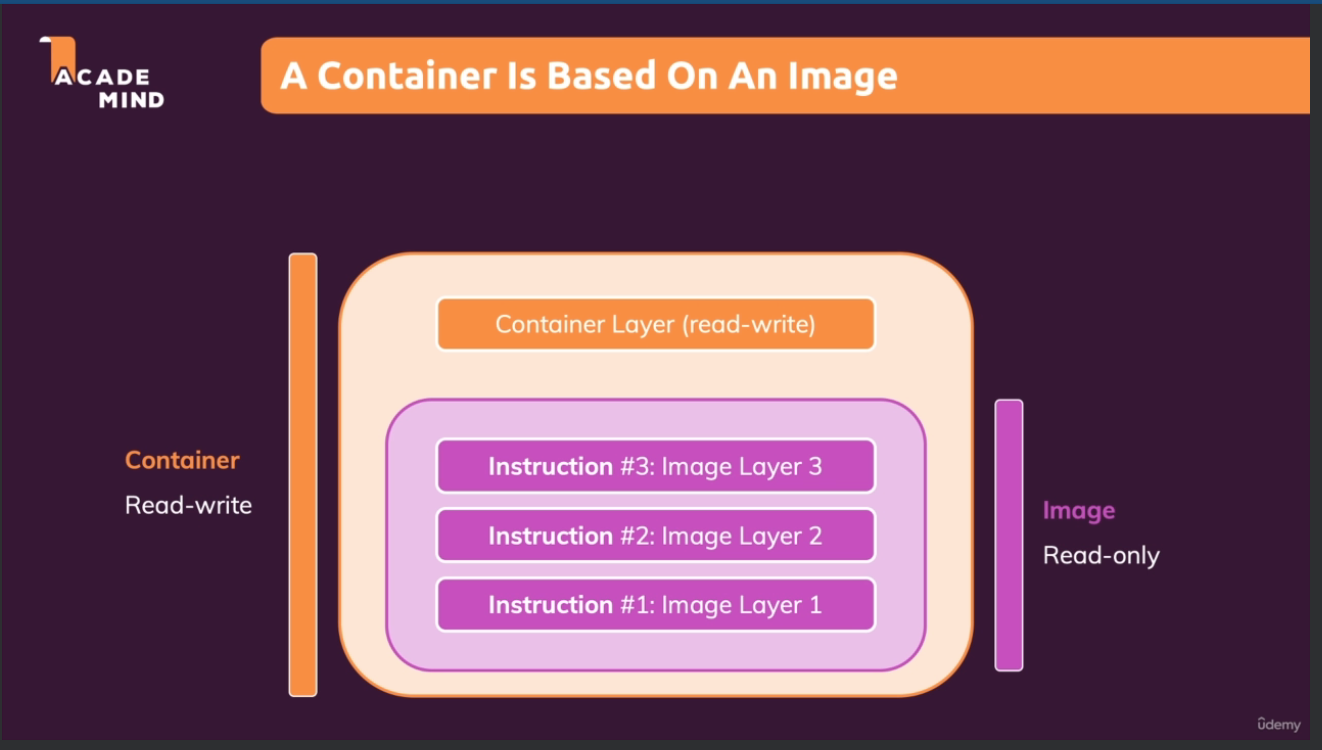 ACADE
MIND
A Container Is Based On An Image
Container Layer (read-write)
Instruction #3: Image Layer 3
Instruction #2: Image Layer 2
Instruction #1: Image Layer 1
Container
Read-write
Image
Read-only
ûdemy